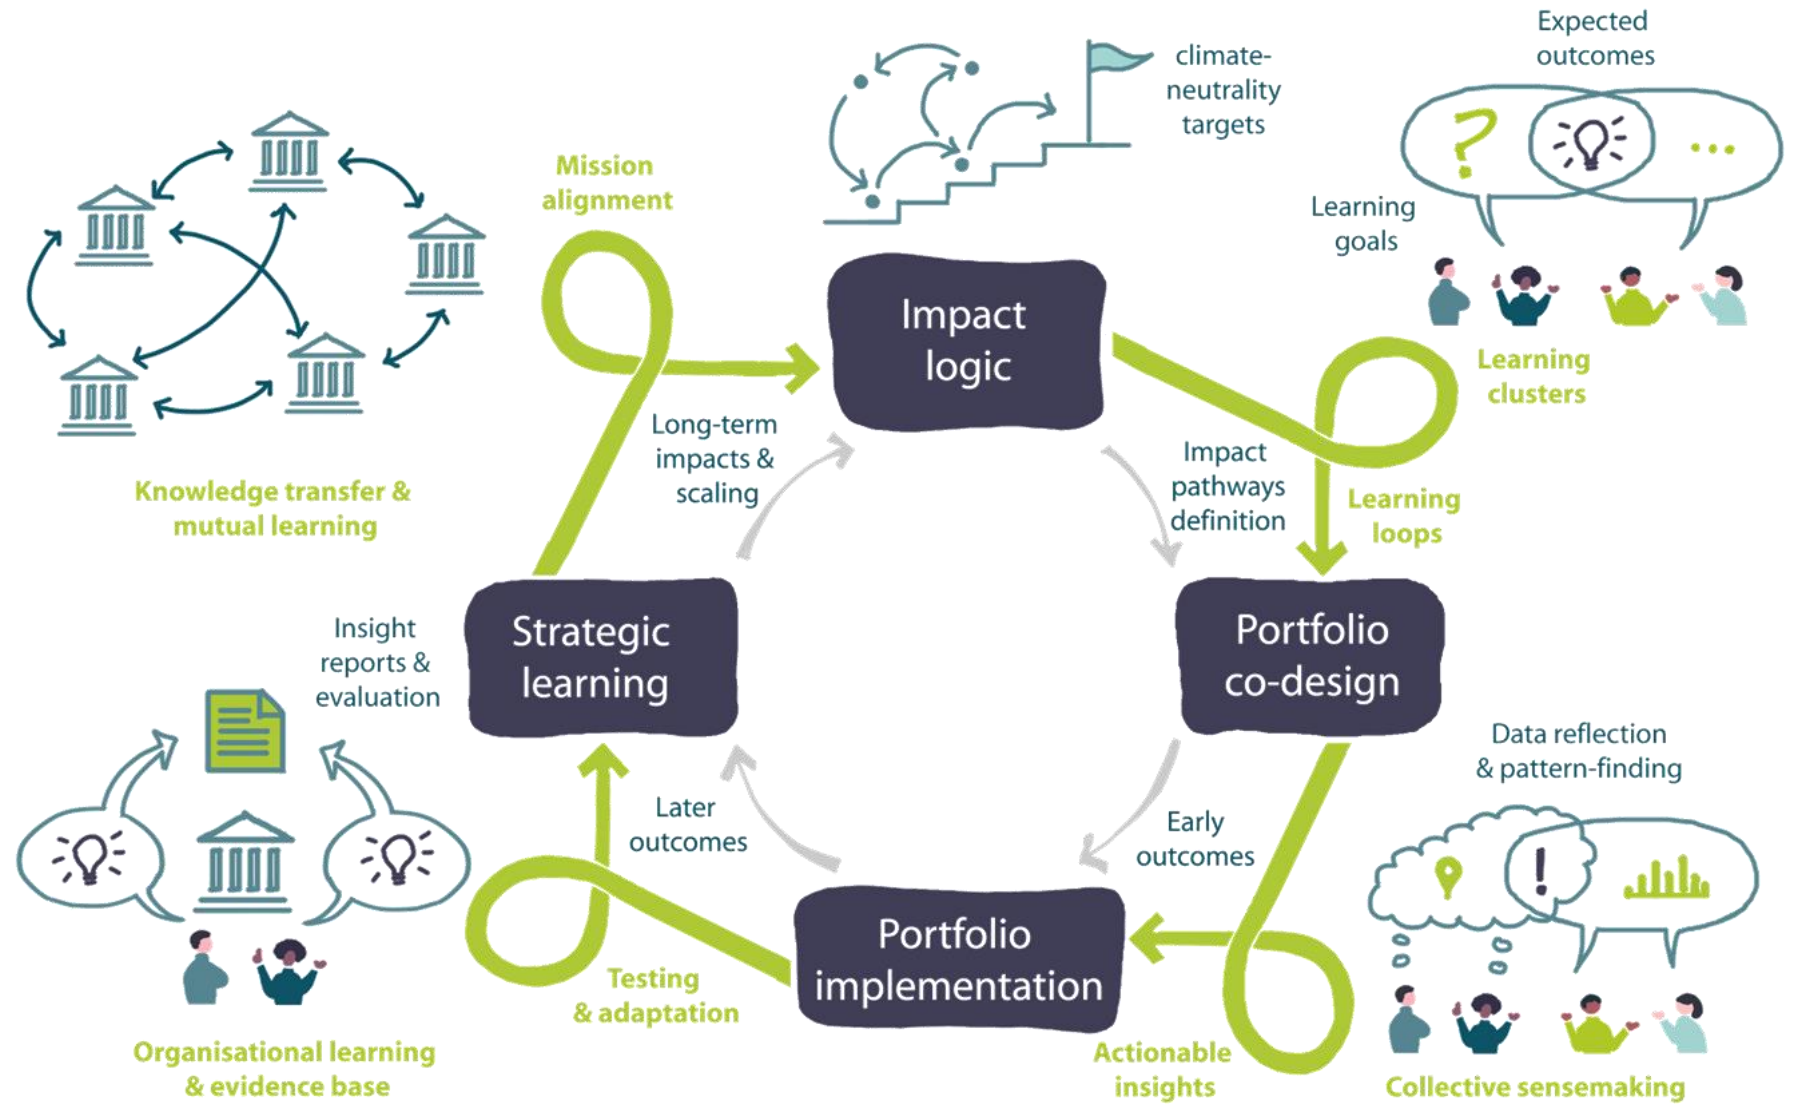 Expected
outcomes
climate-
neutrality
targets
Mission
alignment
Learning
goals
Impact
logic
Learning
clusters
Long-term
impacts &
scaling
Impact
pathways
definition
Learning
loops
Knowledge transfer &
mutual learning
Strategic
learning
Portfolio
co-design
Insight
reports &
evaluation
Data reflection
& pattern-finding
Later
outcomes
Early
outcomes
Portfolio
implementation
Testing
& adaptation
Organisational learning
& evidence base
Actionable
insights
Collective sensemaking